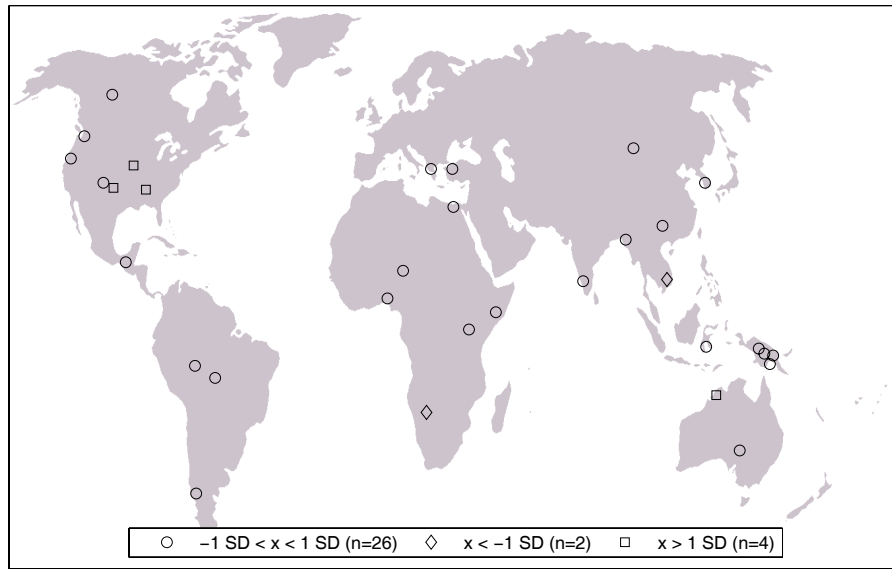 −1 SD < x < 1 SD (n=26) x < −1 SD (n=2) x > 1 SD (n=4)